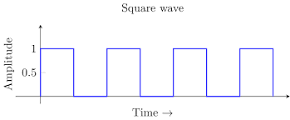 Square wave
Amplitude
1
0.5
Time →